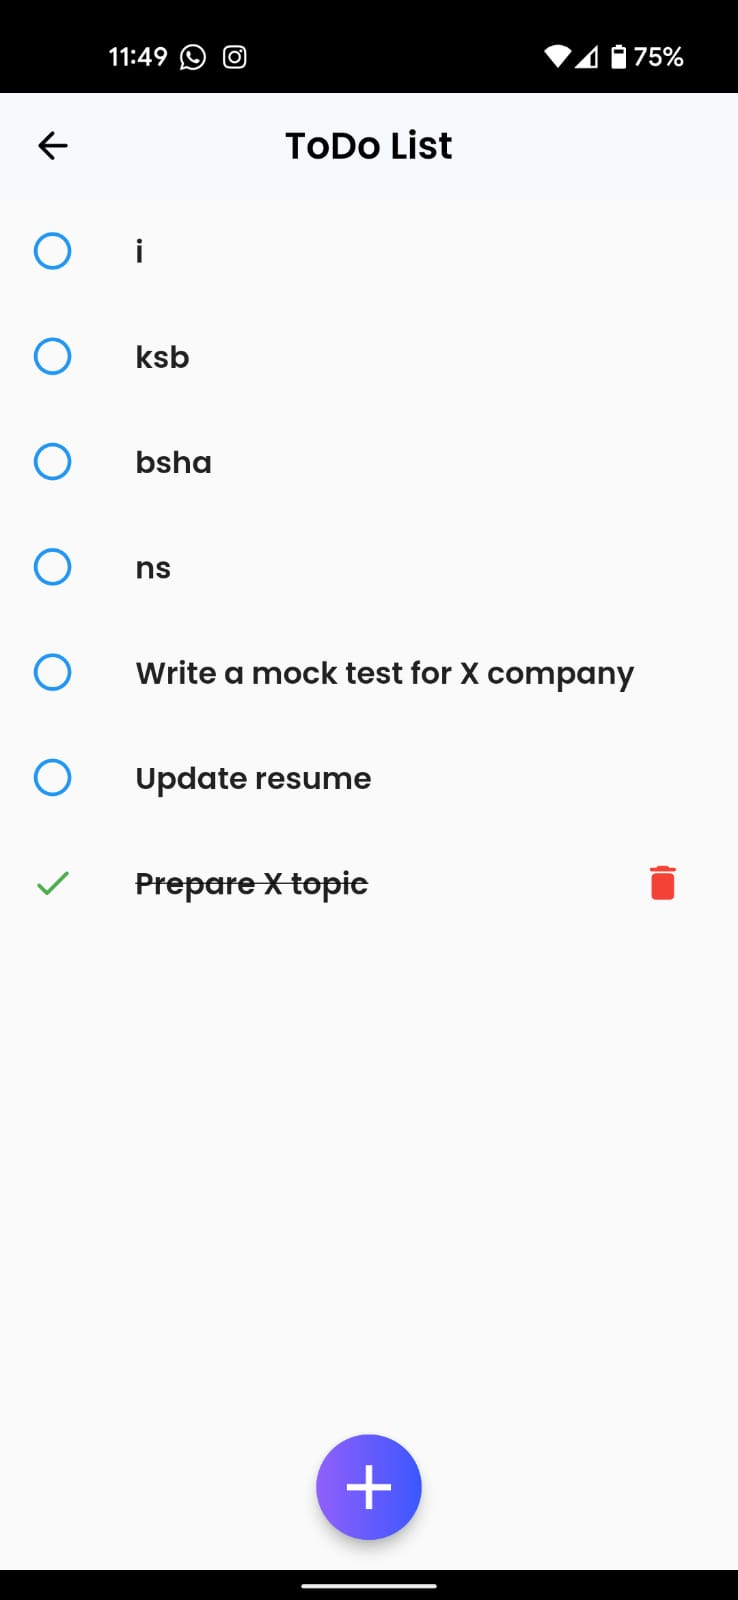 11:49
75%
ToDo List
i
ksb
bsha
ns
Write a mock test for X company
Update resume
Prepare X topic